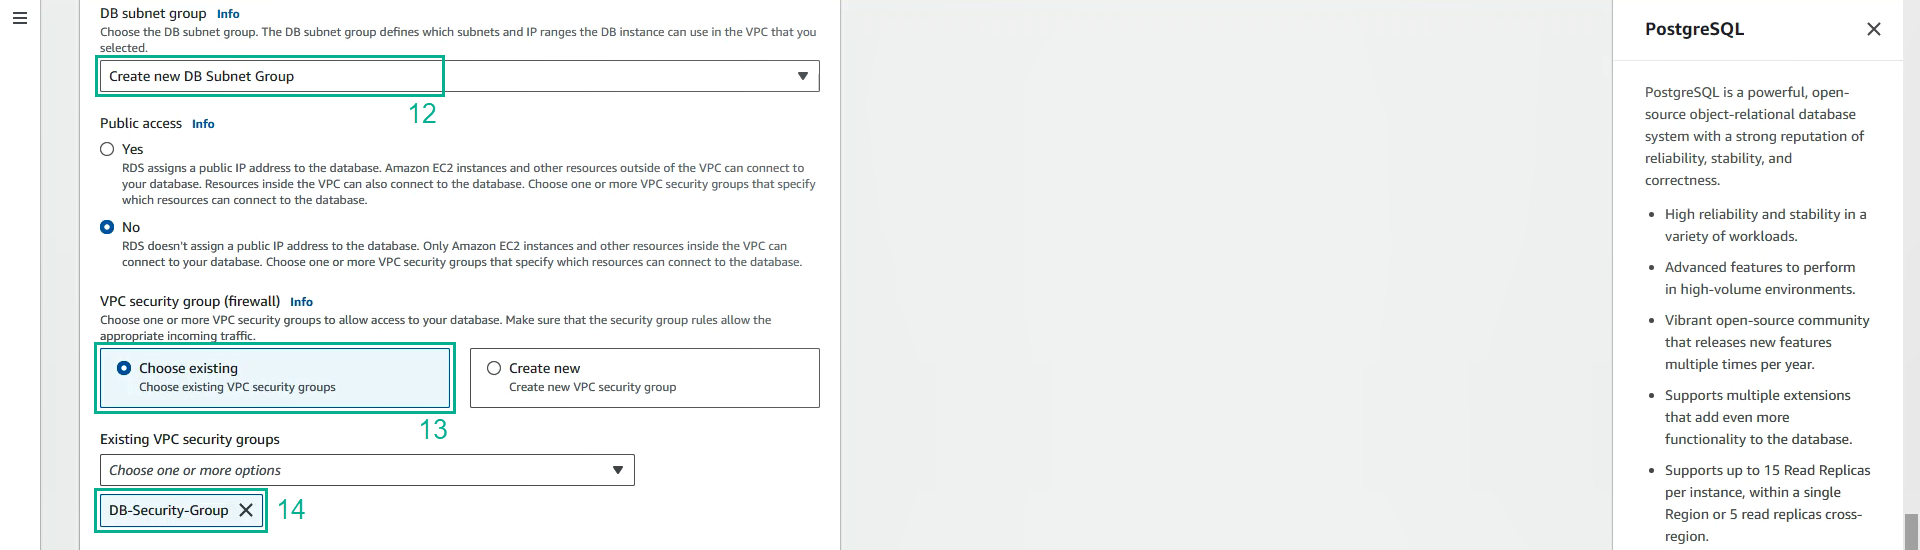 DB subnet group Info
Choose the DB subnet group. The DB subnet group defines which subnets and IP ranges the DB instance can use in the VPC that you
selected.
Create new DB Subnet Group
12
Public access Info
Yes
RDS assigns a public IP address to the database. Amazon EC2 instances and other resources outside of the VPC can connect to
your database. Resources inside the VPC can also connect to the database. Choose one or more VPC security groups that specify
which resources can connect to the database.
No
RDS doesn't assign a public IP address to the database. Only Amazon EC2 instances and other resources inside the VPC can
connect to your database. Choose one or more VPC security groups that specify which resources can connect to the database.
VPC security group (firewall) Info
Choose one or more VPC security groups to allow access to your database. Make sure that the security group rules allow the
appropriate incoming traffic.
Choose existing
Choose existing VPC security groups
Create new
Create new VPC security group
13
Existing VPC security groups
Choose one or more options
DB-Security-Group
14
PostgreSQL
PostgreSQL is a powerful, open-
source object-relational database
system with a strong reputation of
reliability, stability, and
correctness.
• High reliability and stability in a
variety of workloads.
• Advanced features to perform
in high-volume environments.
• Vibrant open-source community
that releases new features
multiple times per year.
• Supports multiple extensions
that add even more
functionality to the database.
• Supports up to 15 Read Replicas
per instance, within a single
Region or 5 read replicas cross-
region.